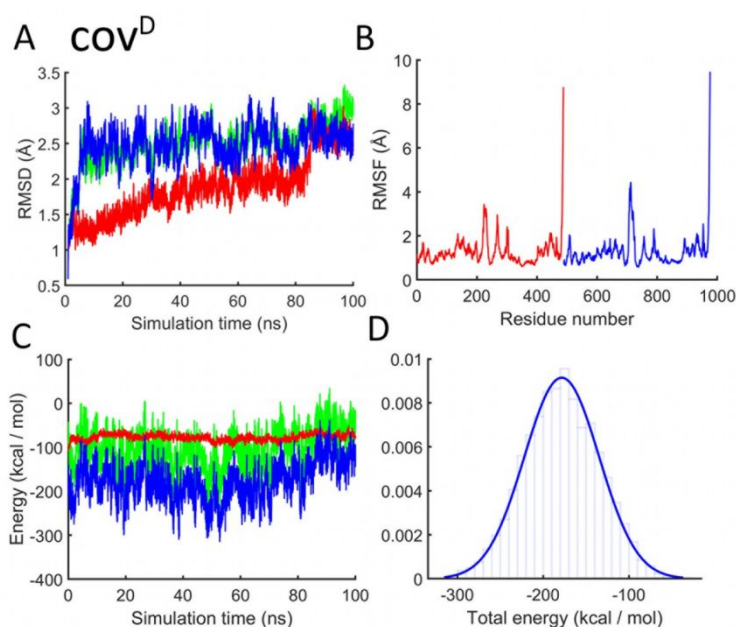 A cov^D
B
3.5
3
2.5
2
1.5
1
0.5
RMSD (Å)
0 20 40 60 80 100
Simulation time (ns)
10
8
6
4
2
0
RMSF (Å)
0 200 400 600 800 1000
Residue number
C
D
100
0
-100
-200
-300
-400
Energy (kcal / mol)
0 20 40 60 80 100
Simulation time (ns)
0.01
0.008
0.006
0.004
0.002
0
-300 -200 -100
Total energy (kcal / mol)